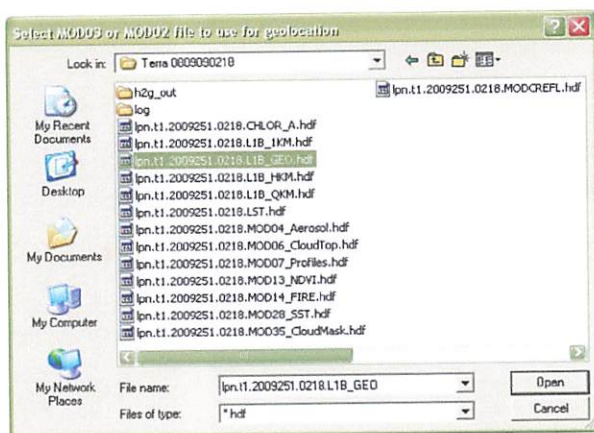 Select MOD03 or MOD02 file to use for geolocation
Look in: Terra 0809090218
My Recent Documents
Desktop
My Documents
My Computer
My Network Places
h2g_out
log
lpn.t1.2009251.0218.CHLOR_A.hdf
lpn.t1.2009251.0218.L1B_1KM.hdf
lpn.t1.2009251.0218.L1B_GEO.hdf
lpn.t1.2009251.0218.L1B_HKM.hdf
lpn.t1.2009251.0218.L1B_QKM.hdf
lpn.t1.2009251.0218.LST.hdf
lpn.t1.2009251.0218.MOD04_Aerosol.hdf
lpn.t1.2009251.0218.MOD06_CloudTop.hdf
lpn.t1.2009251.0218.MOD07_Profiles.hdf
lpn.t1.2009251.0218.MOD13_NDVI.hdf
lpn.t1.2009251.0218.MOD14_FIRE.hdf
lpn.t1.2009251.0218.MOD28_SST.hdf
lpn.t1.2009251.0218.MOD35_CloudMask.hdf
lpn.t1.2009251.0218.MODCREFL.hdf
File name: lpn.t1.2009251.0218.L1B_GEO
Open
Files of type: *.hdf
Cancel